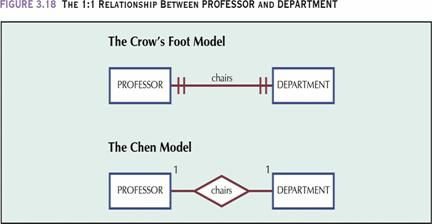 FIGURE 3.18 THE 1:1 RELATIONSHIP BETWEEN PROFESSOR AND DEPARTMENT
The Crow's Foot Model
PROFESSOR chairs DEPARTMENT
The Chen Model
1 1
PROFESSOR chairs DEPARTMENT